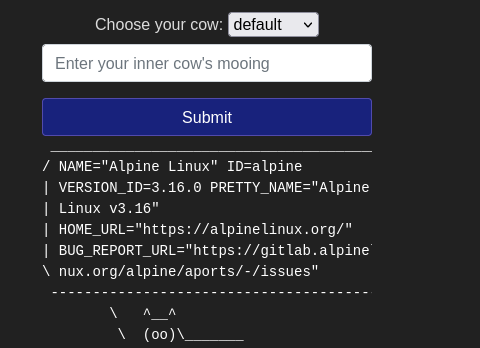 Choose your cow: default
Enter your inner cow's mooing
Submit
 _______________________________________
/ NAME="Alpine Linux" ID=alpine
| VERSION_ID=3.16.0 PRETTY_NAME="Alpine
| Linux v3.16"
| HOME_URL="https://alpinelinux.org/"
| BUG_REPORT_URL="https://gitlab.alpinel
\ nux.org/alpine/aports/-/issues"
 ---------------------------------------
        \   ^__^
         \  (oo)\_______